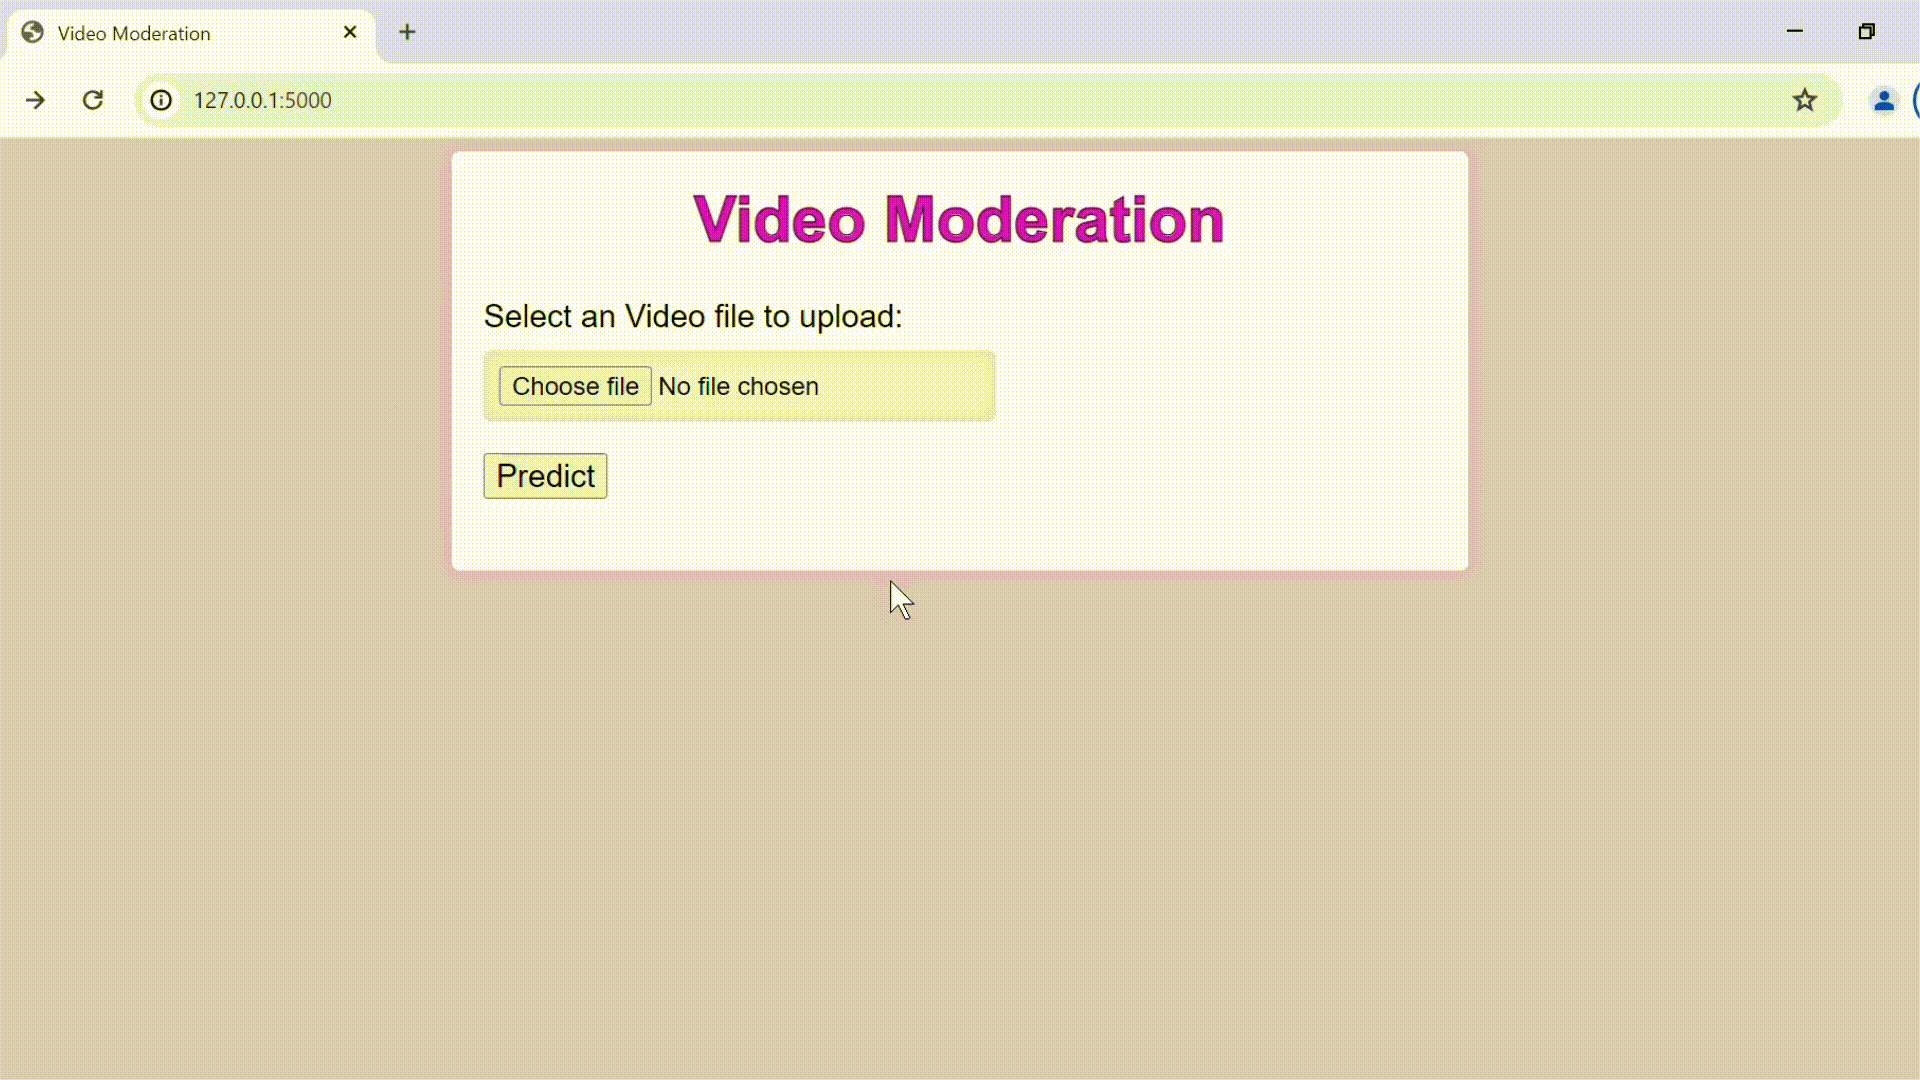 Video Moderation
127.0.0.1:5000
Video Moderation
Select an Video file to upload:
Choose file No file chosen
Predict